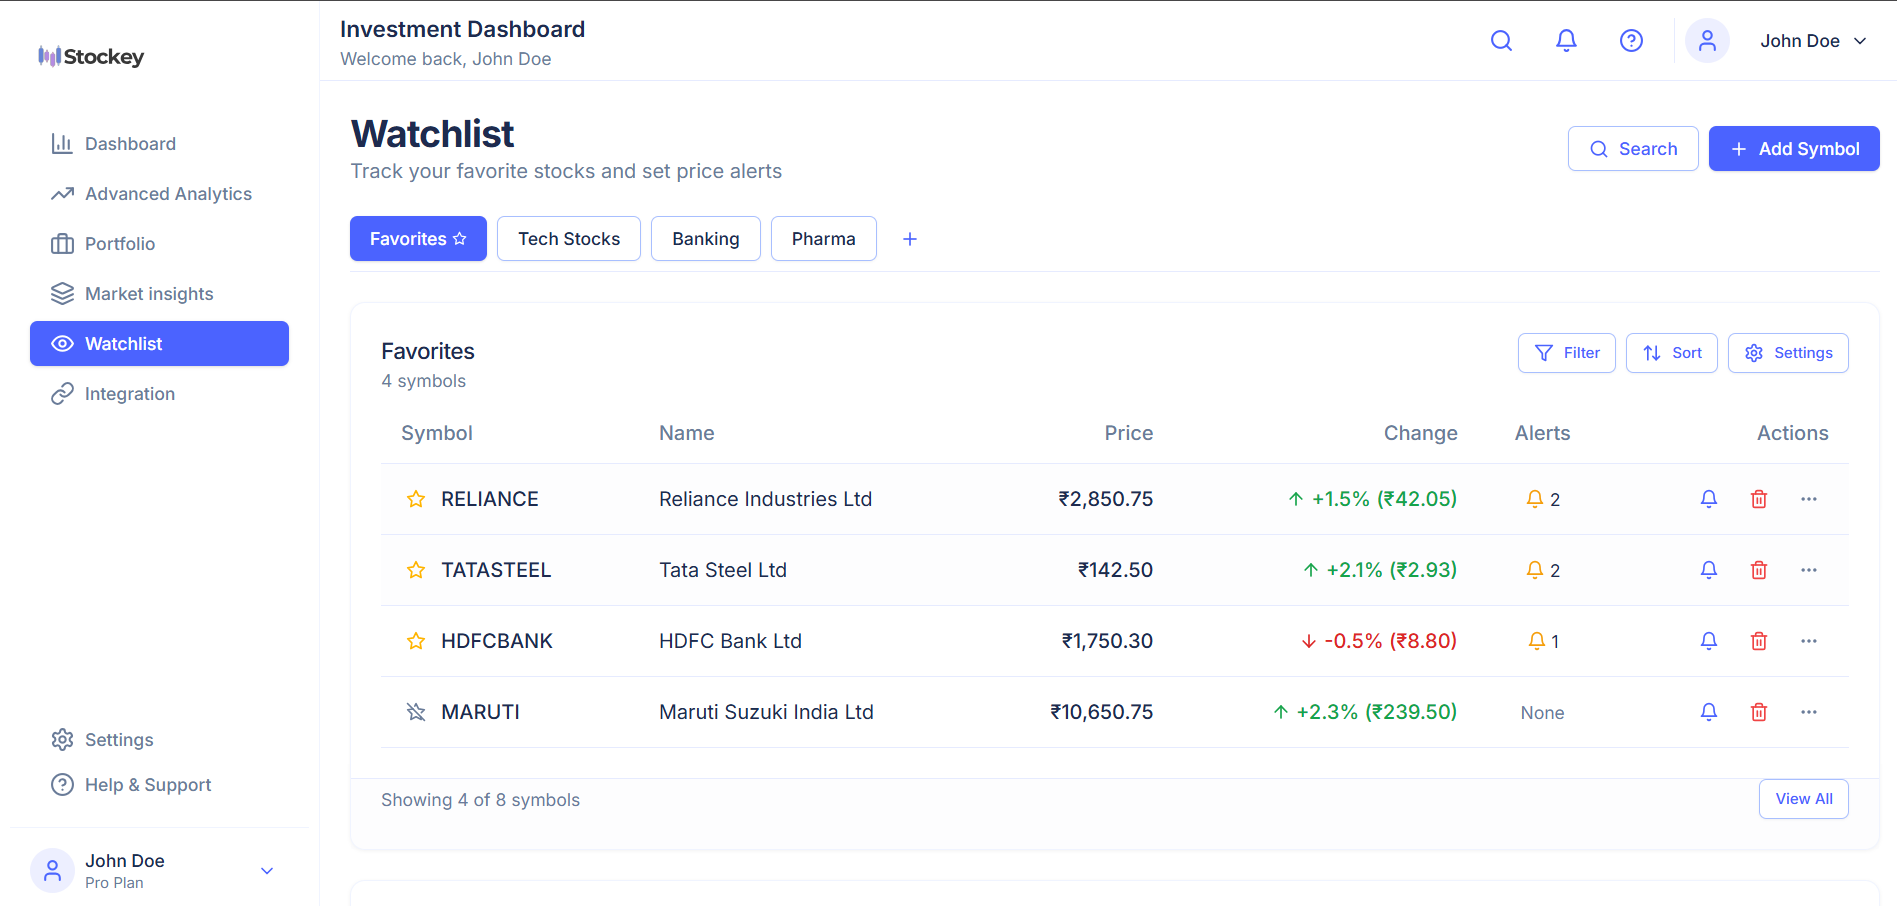 Stockey
Investment Dashboard
Welcome back, John Doe
John Doe
Dashboard
Advanced Analytics
Portfolio
Market insights
Watchlist
Integration
Settings
Help & Support
John Doe
Pro Plan
Watchlist
Track your favorite stocks and set price alerts
Search
Add Symbol
Favorites
Tech Stocks
Banking
Pharma
Favorites
4 symbols
Filter
Sort
Settings
Symbol Name Price Change Alerts Actions
RELIANCE Reliance Industries Ltd ₹2,850.75 ↑ +1.5% (₹42.05) 2
TATASTEEL Tata Steel Ltd ₹142.50 ↑ +2.1% (₹2.93) 2
HDFCBANK HDFC Bank Ltd ₹1,750.30 ↓ -0.5% (₹8.80) 1
MARUTI Maruti Suzuki India Ltd ₹10,650.75 ↑ +2.3% (₹239.50) None
Showing 4 of 8 symbols
View All